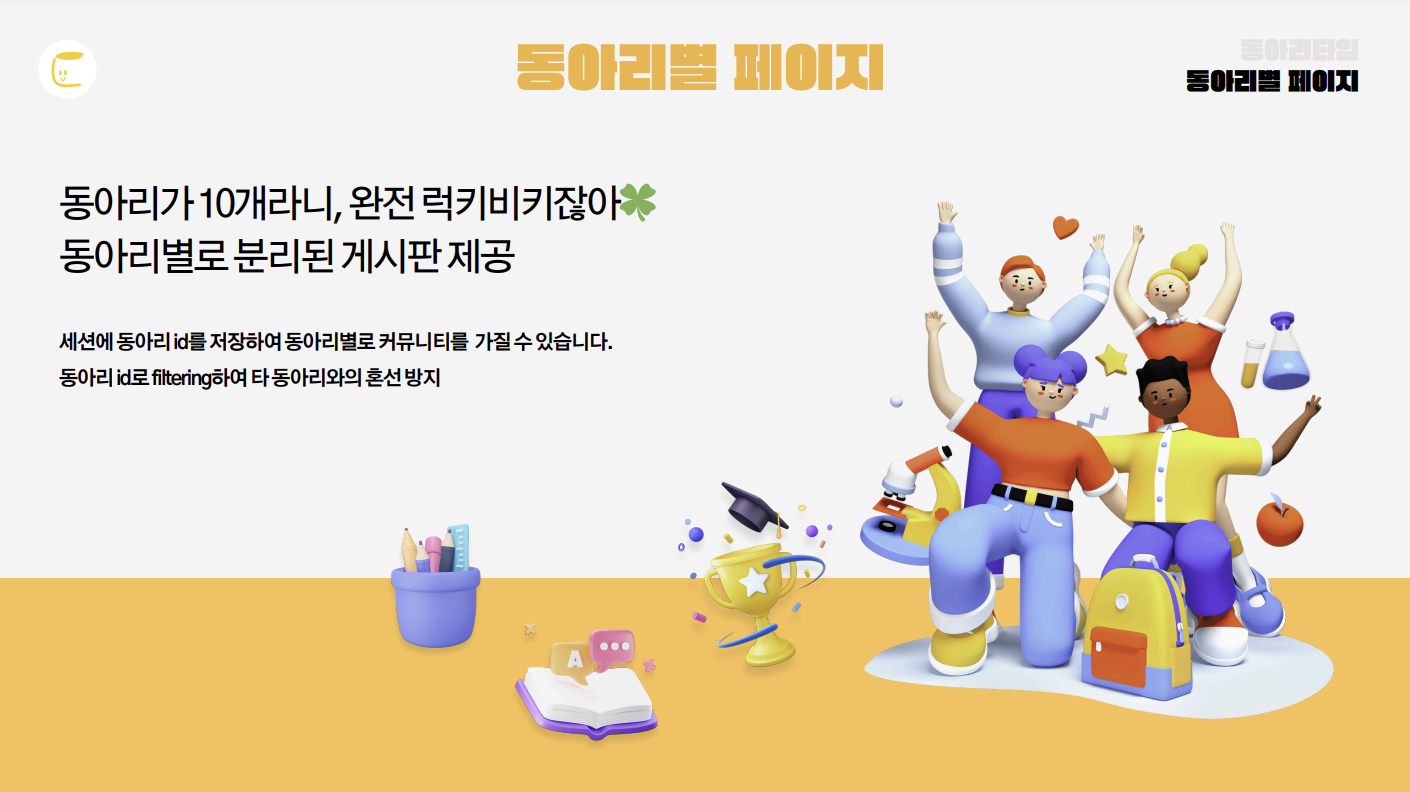 동아리별 페이지
동아리타임
동아리별 페이지
동아리가 10개라니, 완전 럭키비키잖아🍀
동아리별로 분리된 게시판 제공
세션에 동아리 id를 저장하여 동아리별로 커뮤니티를 가질 수 있습니다.
동아리 id로 filtering하여 타 동아리와의 혼선 방지
A